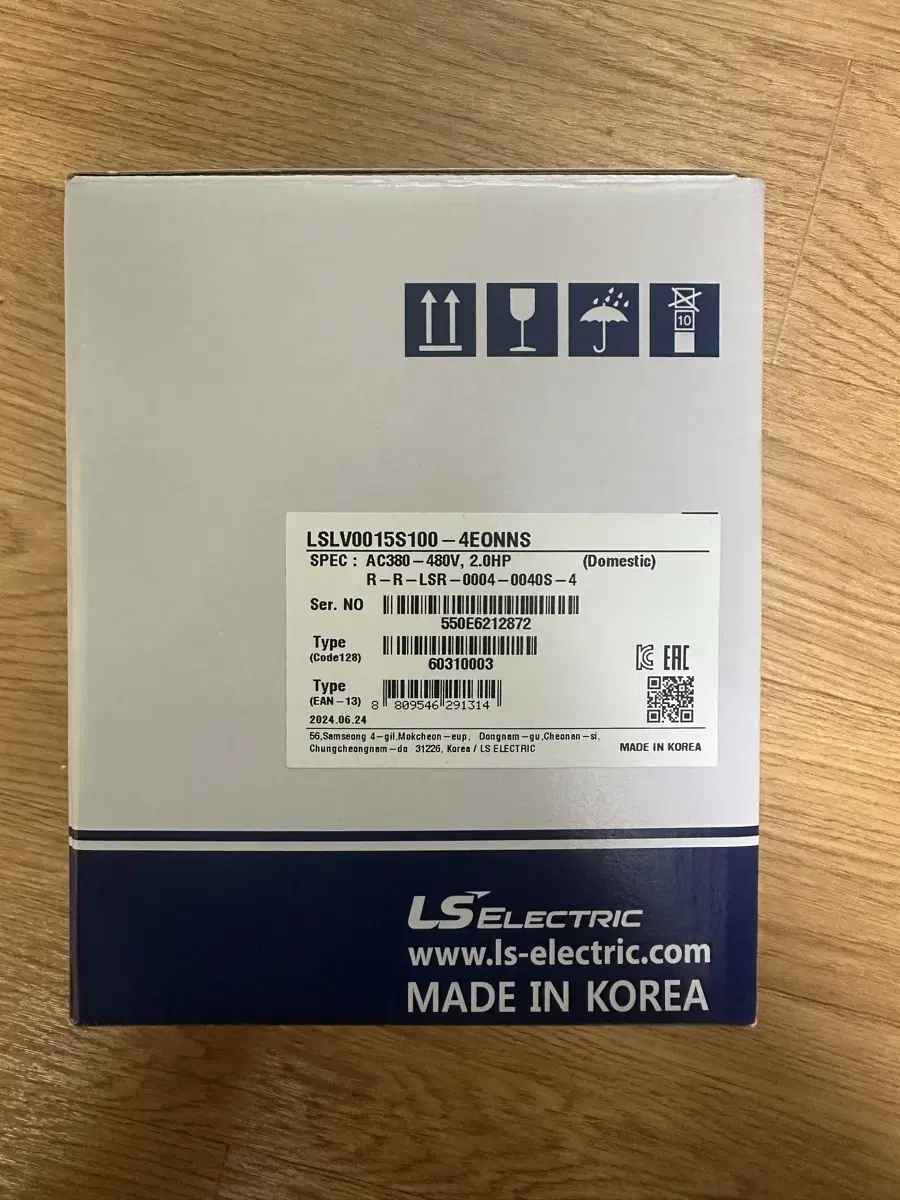 10
LSLV0015S100-4EONNS
SPEC : AC380-480V, 2.0HP (Domestic)
R-R-LSR-0004-0040S-4
Ser. NO
550E6212872
Type
(Code128)
60310003
EAC
Type
(EAN-13)
8 809546 291314
2024.06.24
56,Samseong 4-gil,Mokcheon-eup, Dongnam-gu,Cheonan-si,
Chungcheongnam-do 31226, Korea / LS ELECTRIC MADE IN KOREA
LS ELECTRIC
www.ls-electric.com
MADE IN KOREA